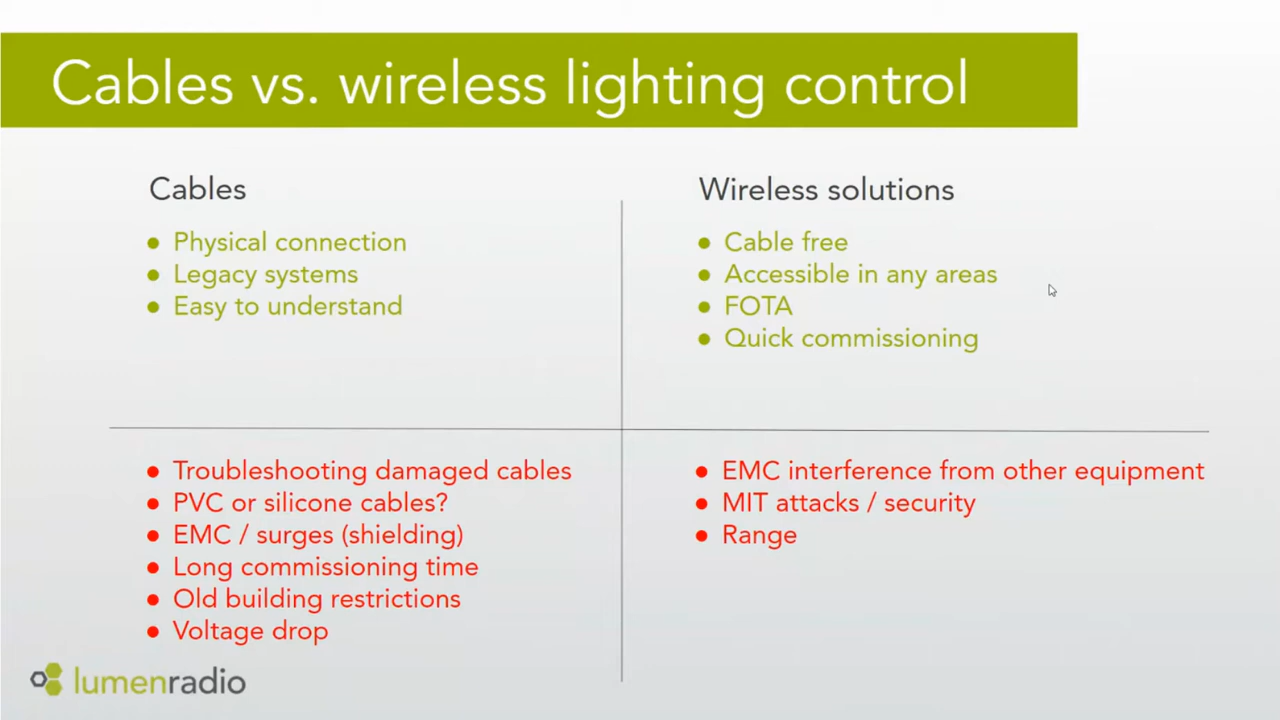 Cables vs. wireless lighting control
Cables
● Physical connection
● Legacy systems
● Easy to understand
Wireless solutions
● Cable free
● Accessible in any areas
● FOTA
● Quick commissioning
● Troubleshooting damaged cables
● PVC or silicone cables?
● EMC / surges (shielding)
● Long commissioning time
● Old building restrictions
● Voltage drop
● EMC interference from other equipment
● MIT attacks / security
● Range
lumenradio